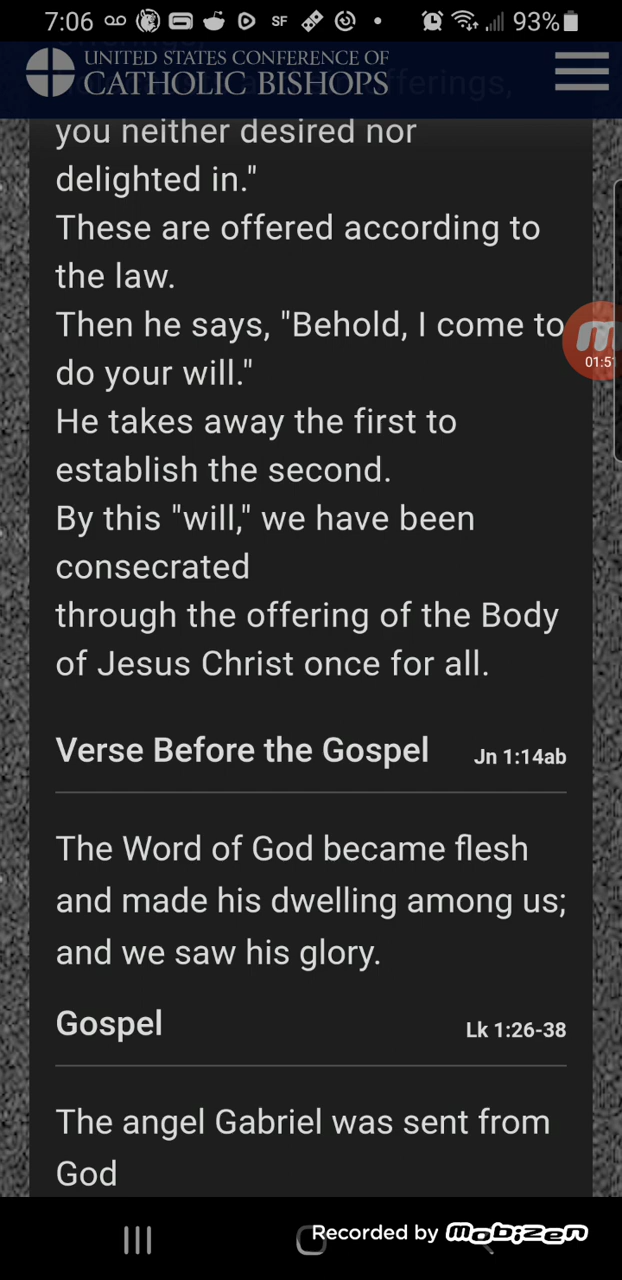 7:06
SF
93%
UNITED STATES CONFERENCE OF
CATHOLIC BISHOPS
offerings,
you neither desired nor
delighted in."
These are offered according to
the law.
Then he says, "Behold, I come to
do your will."
01:51
He takes away the first to
establish the second.
By this "will," we have been
consecrated
through the offering of the Body
of Jesus Christ once for all.
Verse Before the Gospel
Jn 1:14ab
The Word of God became flesh
and made his dwelling among us;
and we saw his glory.
Gospel
Lk 1:26-38
The angel Gabriel was sent from
God
Recorded by Mobizen